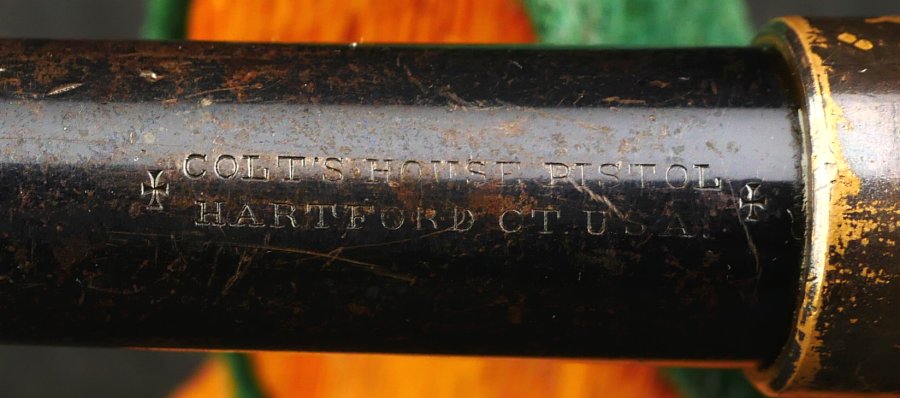 COLT'S HOUSE PISTOL
HARTFORD CT. U.S.A.